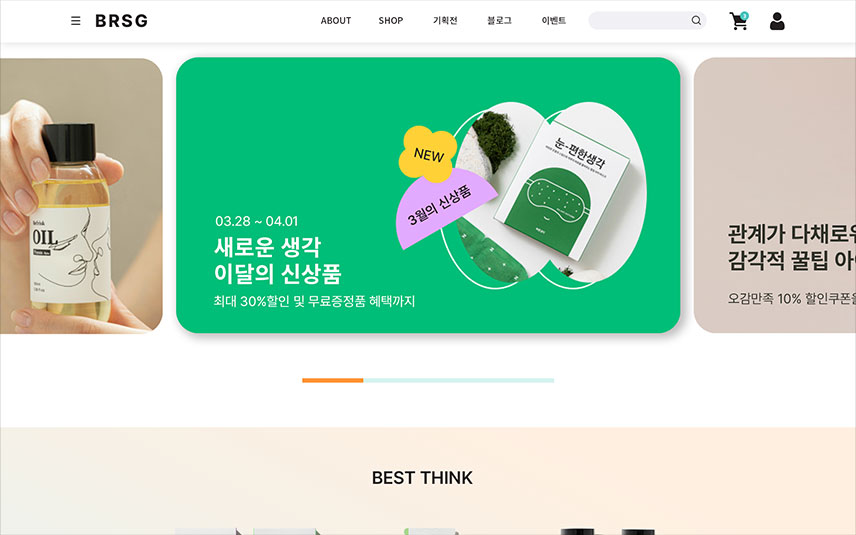 BRSG
ABOUT
SHOP
기획전
블로그
이벤트
3
OIL
NEW
3월의 신상품
눈-편한생각
03.28 ~ 04.01
새로운 생각
이달의 신상품
최대 30%할인 및 무료증정품 혜택까지
관계가 다채로워
감각적 꿀팁 아
오감만족 10% 할인쿠폰을
BEST THINK